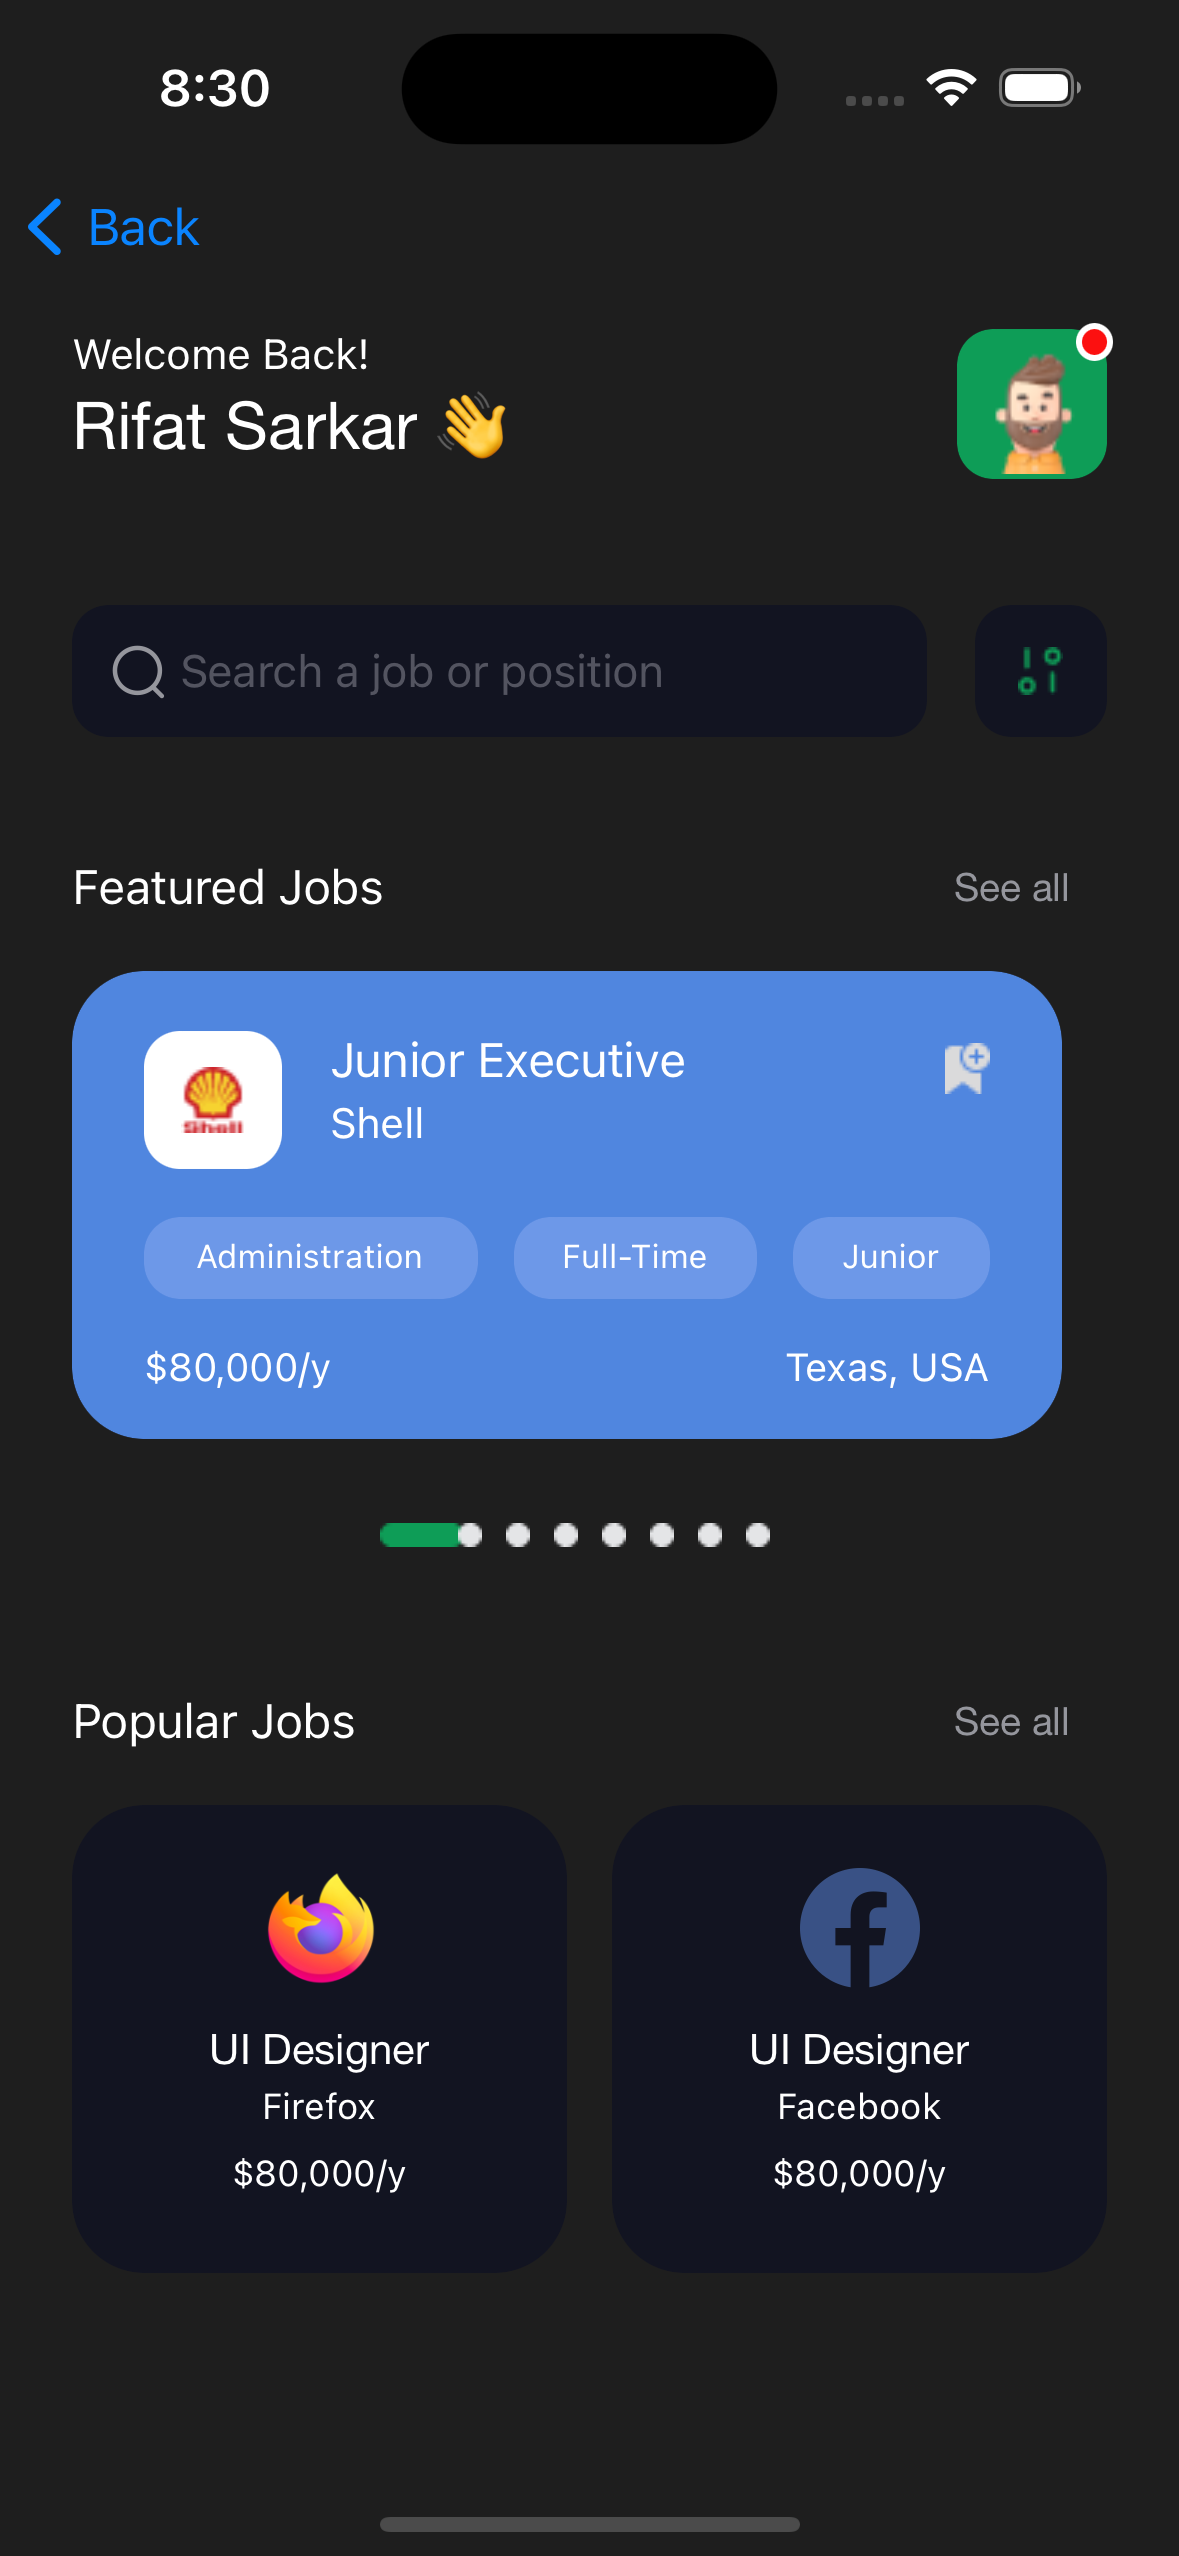 8:30
Back
Welcome Back!
Rifat Sarkar 👋
Search a job or position
Featured Jobs
See all
Junior Executive
Shell
Shell
Administration
Full-Time
Junior
$80,000/y
Texas, USA
Popular Jobs
See all
UI Designer
Firefox
$80,000/y
UI Designer
Facebook
$80,000/y